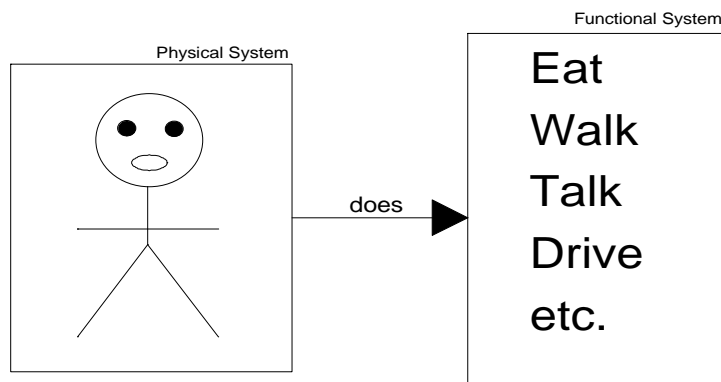 Functional System
Physical System
Eat
Walk
Talk
Drive
etc.
does